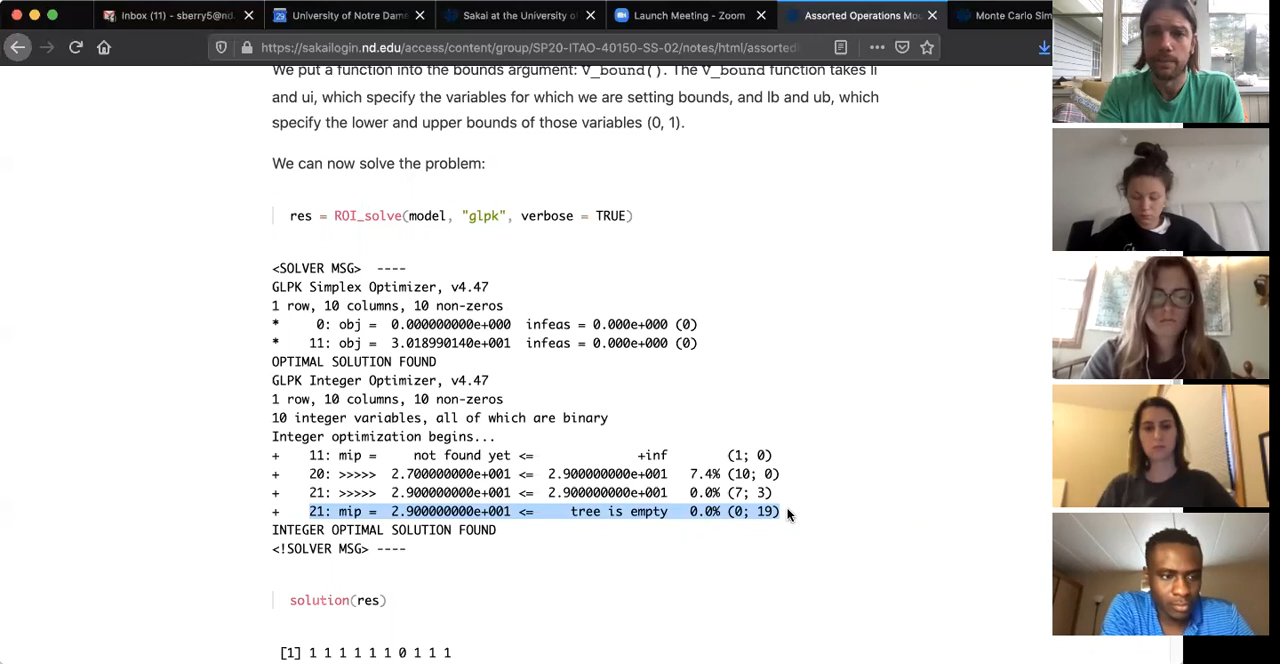 Inbox (11) - sberry5@nd.
University of Notre Dam
Sakai at the University o
Launch Meeting - Zoom
Assorted Operations Mo
Monte Carlo Sim
https://sakailogin.nd.edu/access/content/group/SP20-ITAO-40150-SS-02/notes/html/assorted
We put a function into the bounds argument: V_bound(). The V_bound function takes li
and ui, which specify the variables for which we are setting bounds, and lb and ub, which
specify the lower and upper bounds of those variables (0, 1).
We can now solve the problem:
res = ROI_solve(model, "glpk", verbose = TRUE)
<SOLVER MSG>  ----
GLPK Simplex Optimizer, v4.47
1 row, 10 columns, 10 non-zeros
*     0: obj =   0.000000000e+000  infeas = 0.000e+000 (0)
*    11: obj =   3.018990140e+001  infeas = 0.000e+000 (0)
OPTIMAL SOLUTION FOUND
GLPK Integer Optimizer, v4.47
1 row, 10 columns, 10 non-zeros
10 integer variables, all of which are binary
Integer optimization begins...
+    11: mip =     not found yet <=              +inf        (1; 0)
+    20: >>>>>   2.700000000e+001 <=   2.900000000e+001   7.4% (10; 0)
+    21: >>>>>   2.900000000e+001 <=   2.900000000e+001   0.0% (7; 3)
+    21: mip =   2.900000000e+001 <=     tree is empty   0.0% (0; 19)
INTEGER OPTIMAL SOLUTION FOUND
<!SOLVER MSG> ----
solution(res)
[1] 1 1 1 1 1 1 0 1 1 1